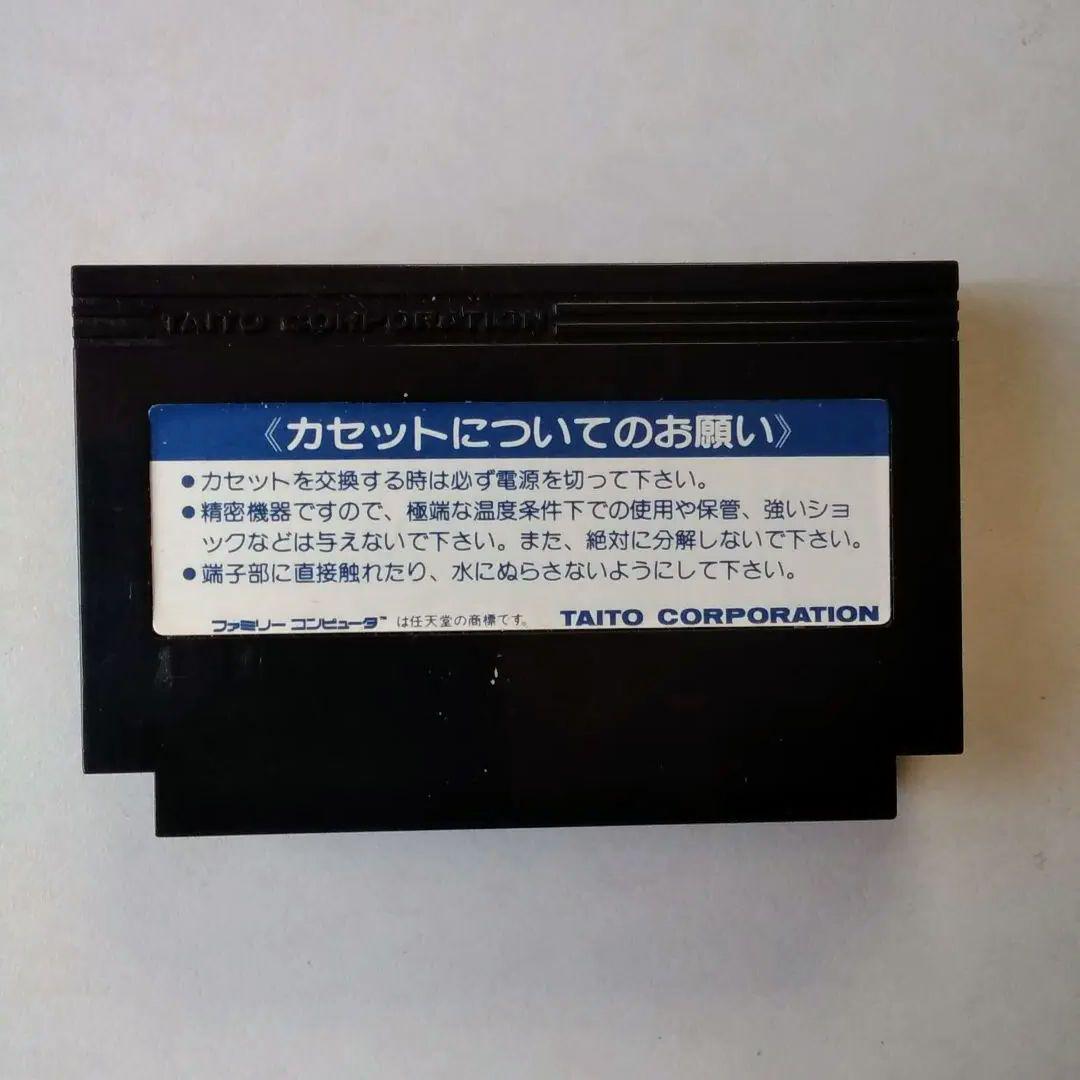 TAITO CORPORATION
《カセットについてのお願い》
●カセットを交換する時は必ず電源を切って下さい。
●精密機器ですので、極端な温度条件下での使用や保管、強いショ
ックなどは与えないで下さい。また、絶対に分解しないで下さい。
●端子部に直接触れたり、水にぬらさないようにして下さい。
ファミリーコンピュータ™ は任天堂の商標です。 TAITO CORPORATION